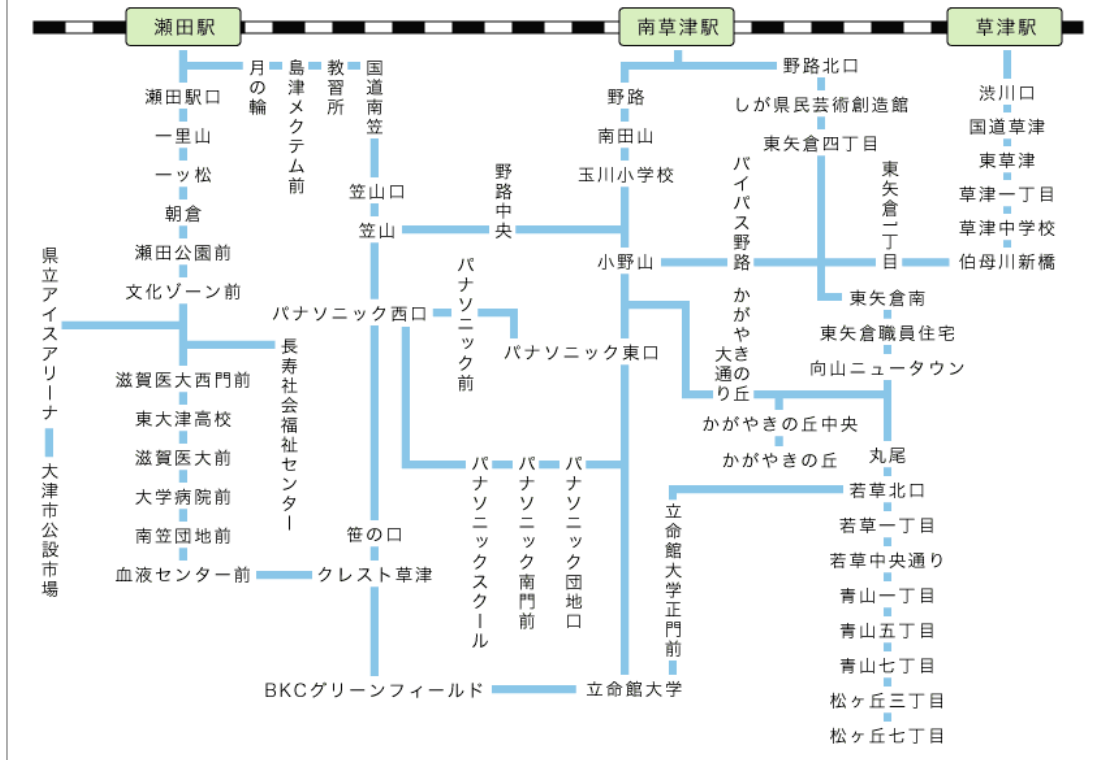 瀬田駅
南草津駅
草津駅
瀬田駅口
一里山
一ッ松
朝倉
瀬田公園前
文化ゾーン前
県立アイスアリーナ
大津市公設市場
長寿社会福祉センター
滋賀医大西門前
東大津高校
滋賀医大前
大学病院前
南笠団地前
血液センター前
月の輪
島津メクテム前
教習所
国道南笠
笠山口
笠山
野路中央
パナソニック西口
パナソニック前
パナソニック東口
笹の口
クレスト草津
BKCグリーンフィールド
パナソニックスクール
パナソニック南門前
パナソニック団地口
野路
南田山
玉川小学校
小野山
立命館大学
立命館大学正門前
野路北口
しが県民芸術創造館
東矢倉四丁目
バイパス野路
東矢倉二丁目
かがやきの丘
大通り
かがやきの丘中央
かがやきの丘
東矢倉南
東矢倉職員住宅
向山ニュータウン
丸尾
若草北口
若草一丁目
若草中央通り
青山一丁目
青山五丁目
青山七丁目
松ヶ丘三丁目
松ヶ丘七丁目
渋川口
国道草津
東草津
草津一丁目
草津中学校
伯母川新橋